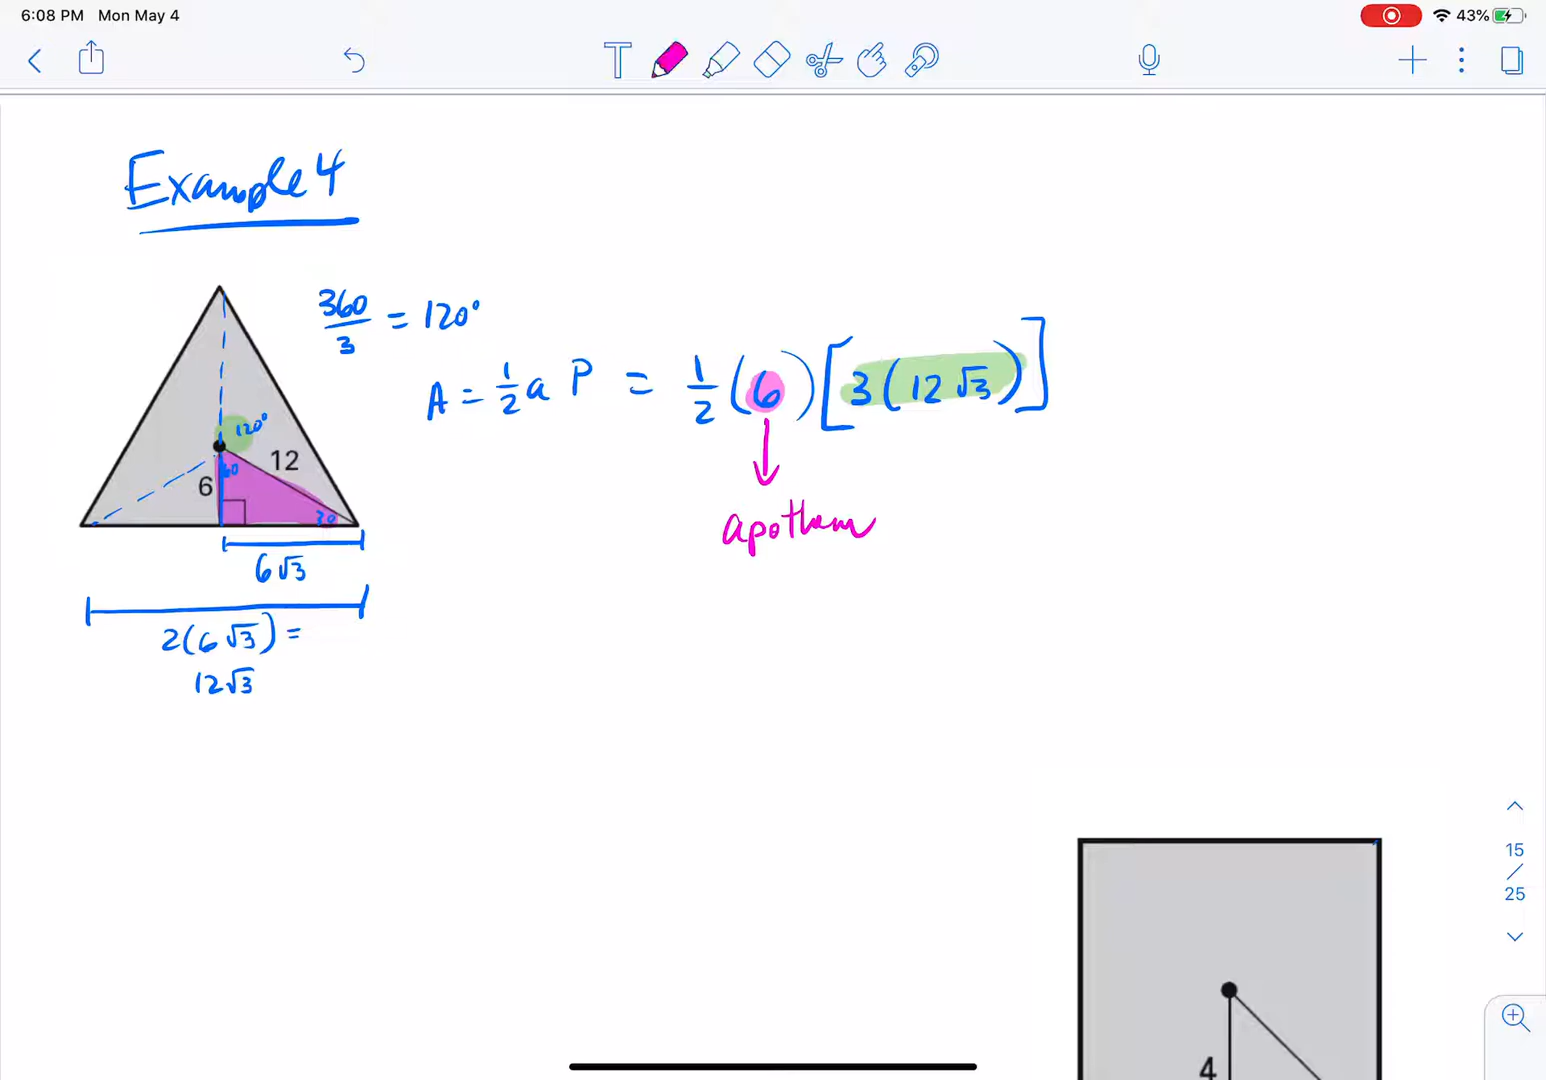 6:08 PM Mon May 4
43%
Example 4
360/3 = 120°
A = 1/2 a P = 1/2 (6) [3(12√3)]
120°
60
12
6
30
apothem
6√3
2(6√3) =
12√3
15
/
25
4